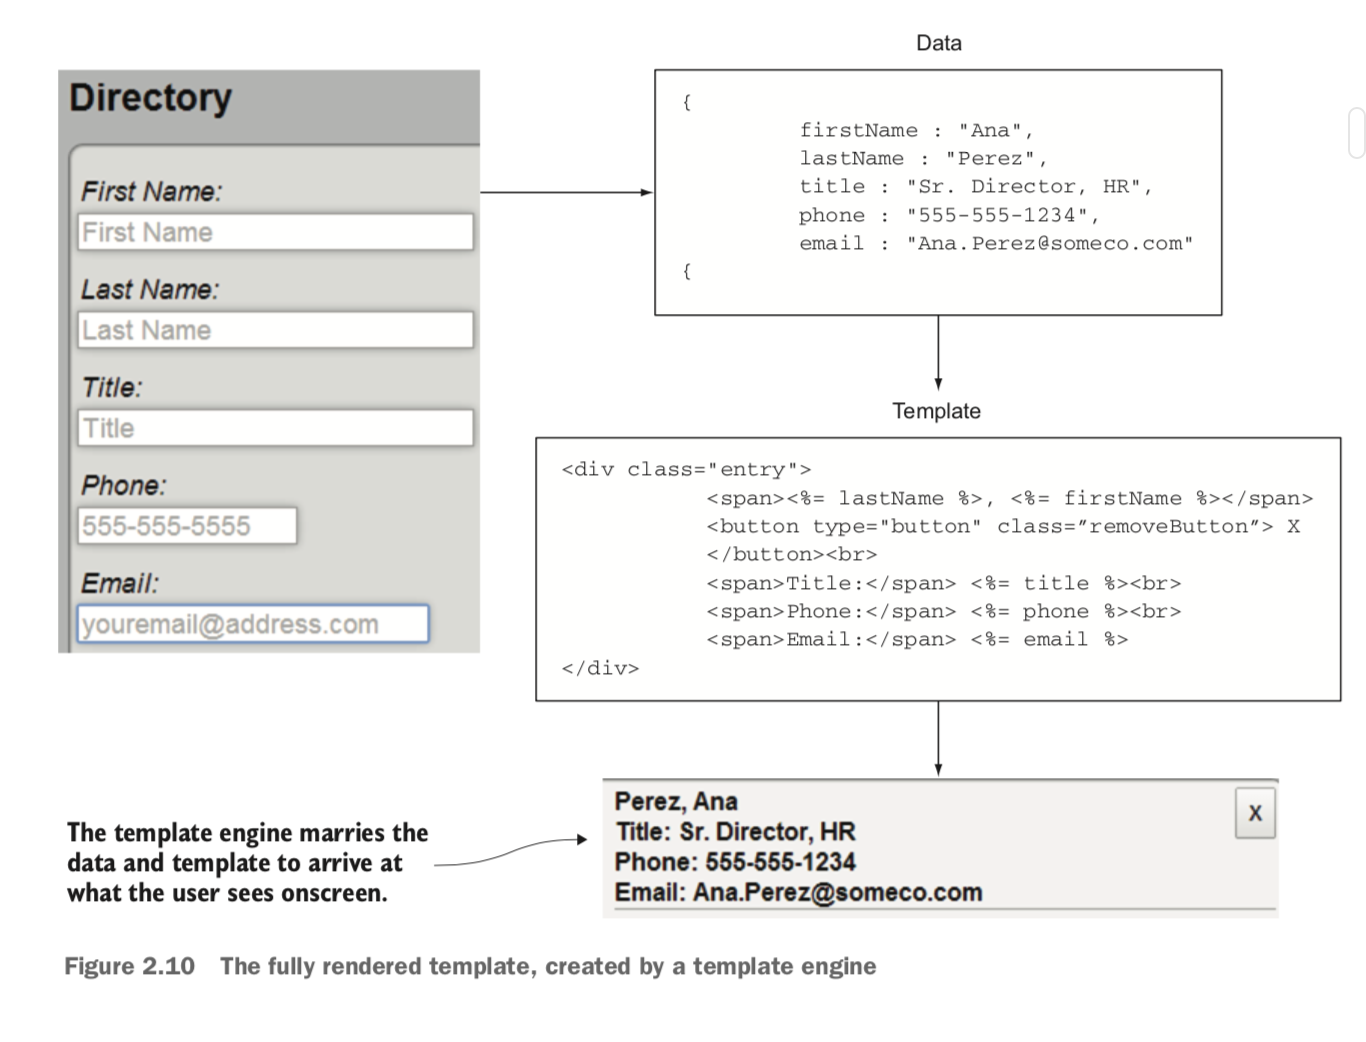 Directory
First Name:
First Name
Last Name:
Last Name
Title:
Title
Phone:
555-555-5555
Email:
youremail@address.com
Data
{
firstName : "Ana",
lastName : "Perez",
title : "Sr. Director, HR",
phone : "555-555-1234",
email : "Ana.Perez@someco.com"
{
Template
<div class="entry">
<span><%= lastName %>, <%= firstName %></span>
<button type="button" class=”removeButton”> X
</button><br>
<span>Title:</span> <%= title %><br>
<span>Phone:</span> <%= phone %><br>
<span>Email:</span> <%= email %>
</div>
Perez, Ana
X
Title: Sr. Director, HR
Phone: 555-555-1234
Email: Ana.Perez@someco.com
The template engine marries the
data and template to arrive at
what the user sees onscreen.
Figure 2.10 The fully rendered template, created by a template engine